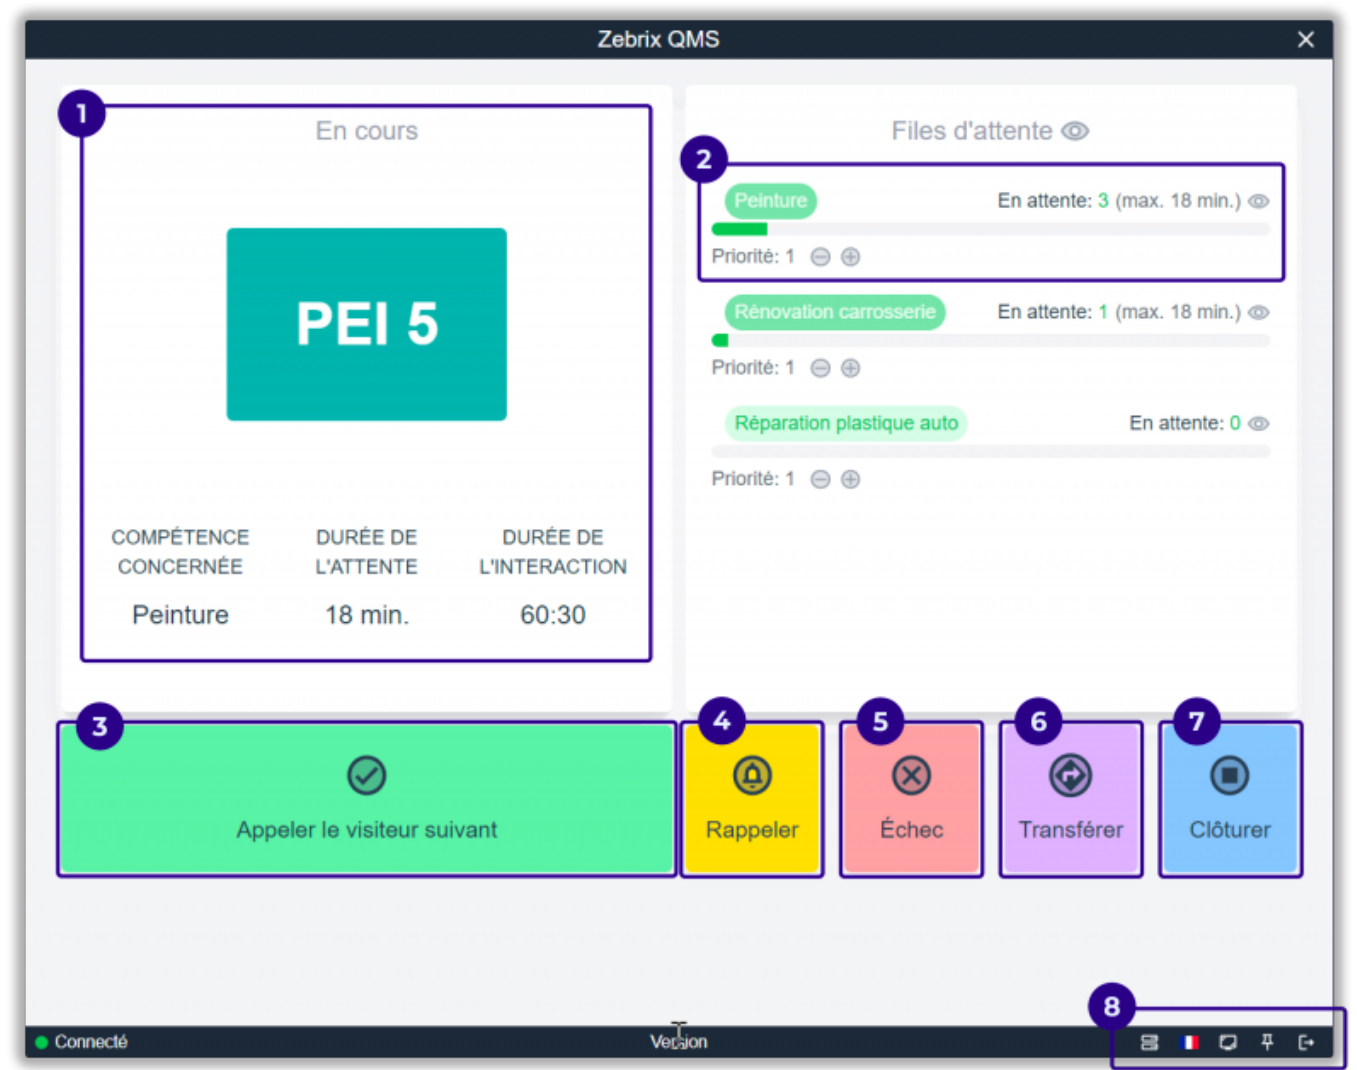 Zebrix QMS
1
En cours
PEI 5
COMPÉTENCE CONCERNÉE
DURÉE DE L'ATTENTE
DURÉE DE L'INTERACTION
Peinture
18 min.
60:30
Files d'attente
2
Peinture
En attente: 3 (max. 18 min.)
Priorité: 1
Rénovation carrosserie
En attente: 1 (max. 18 min.)
Priorité: 1
Réparation plastique auto
En attente: 0
Priorité: 1
3
Appeler le visiteur suivant
4
Rappeler
5
Échec
6
Transférer
7
Clôturer
8
Connecté
Version